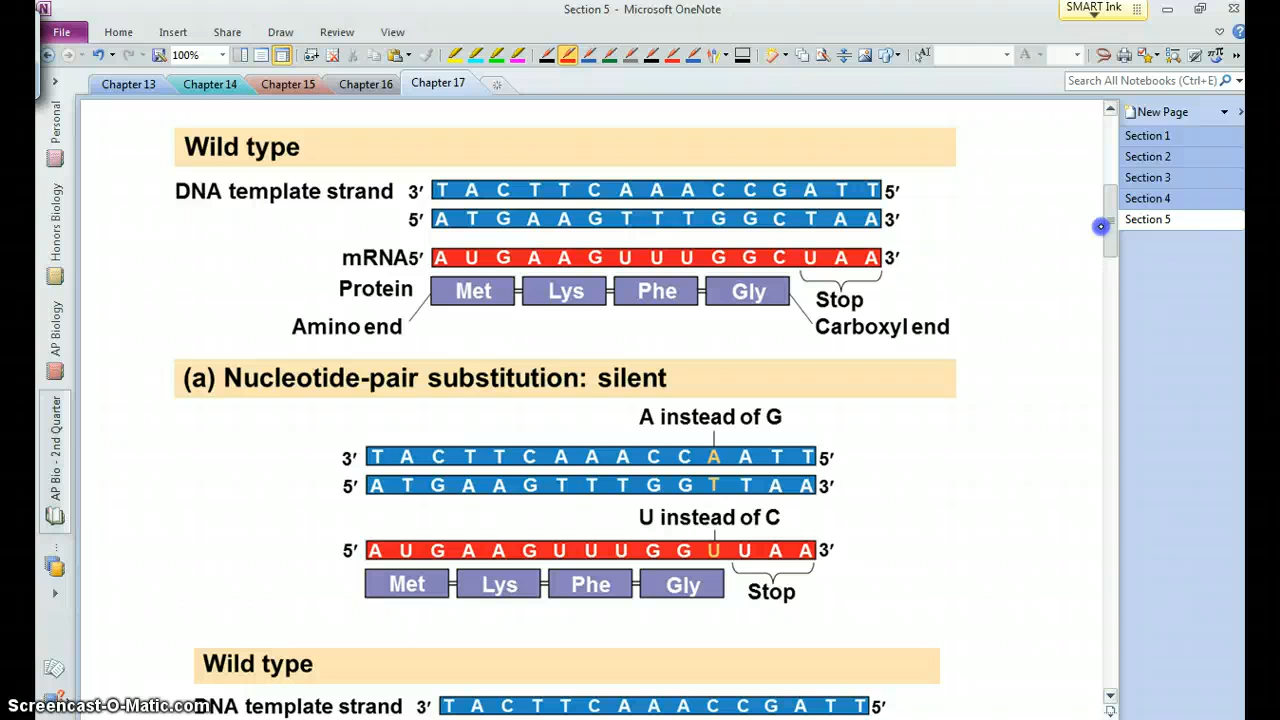 Section 5 - Microsoft OneNote
SMART Ink
File Home Insert Share Draw Review View
100%
Chapter 13 Chapter 14 Chapter 15 Chapter 16 Chapter 17
Search All Notebooks (Ctrl+E)
New Page
Section 1
Section 2
Section 3
Section 4
Section 5
Personal
Honors Biology
AP Biology
AP Bio - 2nd Quarter
Wild type
DNA template strand 3′ T A C T T C A A A C C G A T T 5′
5′ A T G A A G T T T G G C T A A 3′
mRNA 5′ A U G A A G U U U G G C U A A 3′
Protein Met Lys Phe Gly
Stop
Amino end Carboxyl end
(a) Nucleotide-pair substitution: silent
A instead of G
3′ T A C T T C A A A C C A A T T 5′
5′ A T G A A G T T T G G T T A A 3′
U instead of C
5′ A U G A A G U U U G G U U A A 3′
Met Lys Phe Gly
Stop
Wild type
DNA template strand 3′ T A C T T C A A A C C G A T T 5′
Screencast-O-Matic.com